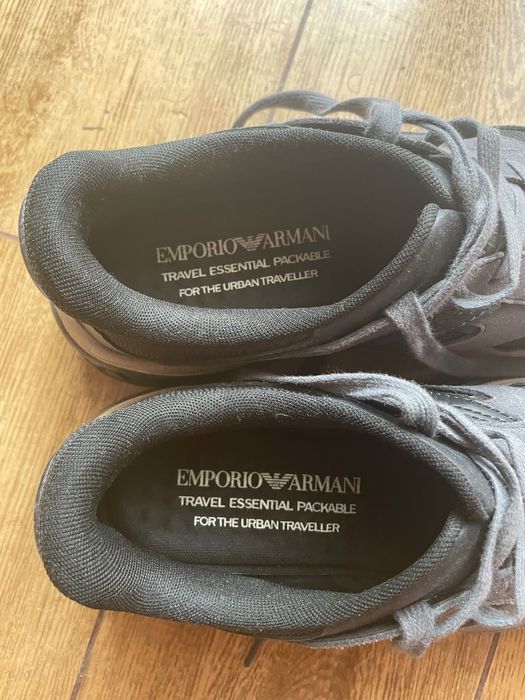 EMPORIO ARMANI
TRAVEL ESSENTIAL PACKABLE
FOR THE URBAN TRAVELLER
EMPORIO ARMANI
TRAVEL ESSENTIAL PACKABLE
FOR THE URBAN TRAVELLER